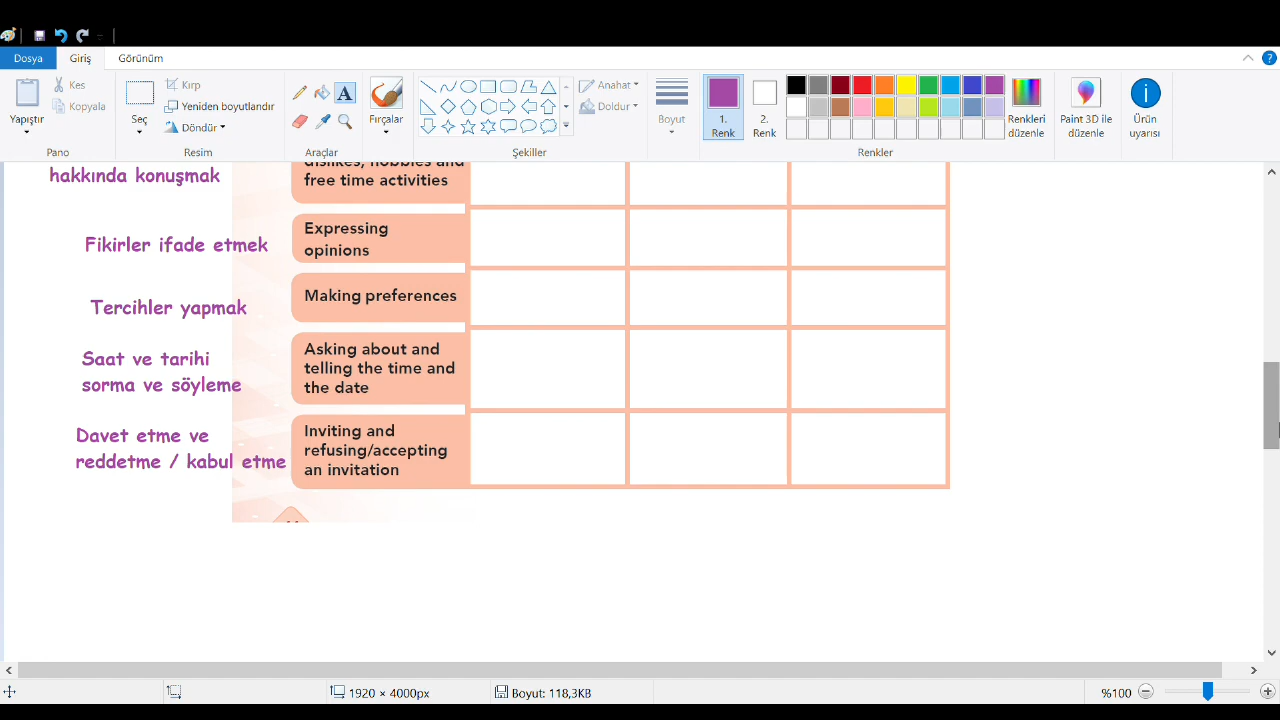 Dosya Giriş Görünüm
Yapıştır
Kes
Kopyala
Pano
Seç
Kırp
Yeniden boyutlandır
Döndür
Resim
A
Araçlar
Fırçalar
Şekiller
Anahat
Doldur
Boyut
1.
Renk
2.
Renk
Renkleri
düzenle
Renkler
Paint 3D ile
düzenle
Ürün
uyarısı
hakkında konuşmak
dislikes, hobbies and
free time activities
Fikirler ifade etmek
Expressing
opinions
Tercihler yapmak
Making preferences
Saat ve tarihi
sorma ve söyleme
Asking about and
telling the time and
the date
Davet etme ve
reddetme / kabul etme
Inviting and
refusing/accepting
an invitation
1920 × 4000px
Boyut: 118,3KB
%100